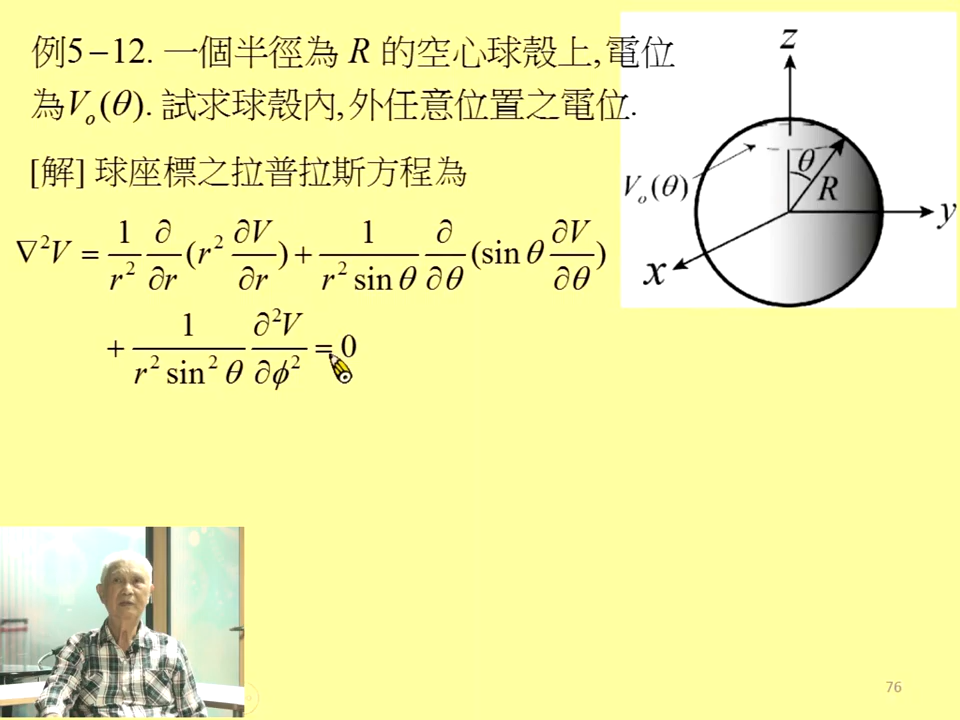 例5－12. 一個半徑為 R 的空心球殼上,電位
為V₀(θ). 試求球殼內,外任意位置之電位.
[解] 球座標之拉普拉斯方程為
∇²V = 1/r² ∂/∂r (r² ∂V/∂r) + 1/(r² sin θ) ∂/∂θ (sin θ ∂V/∂θ)
+ 1/(r² sin² θ) ∂²V/∂ϕ² = 0
z
θ
R
V₀(θ)
y
x
76